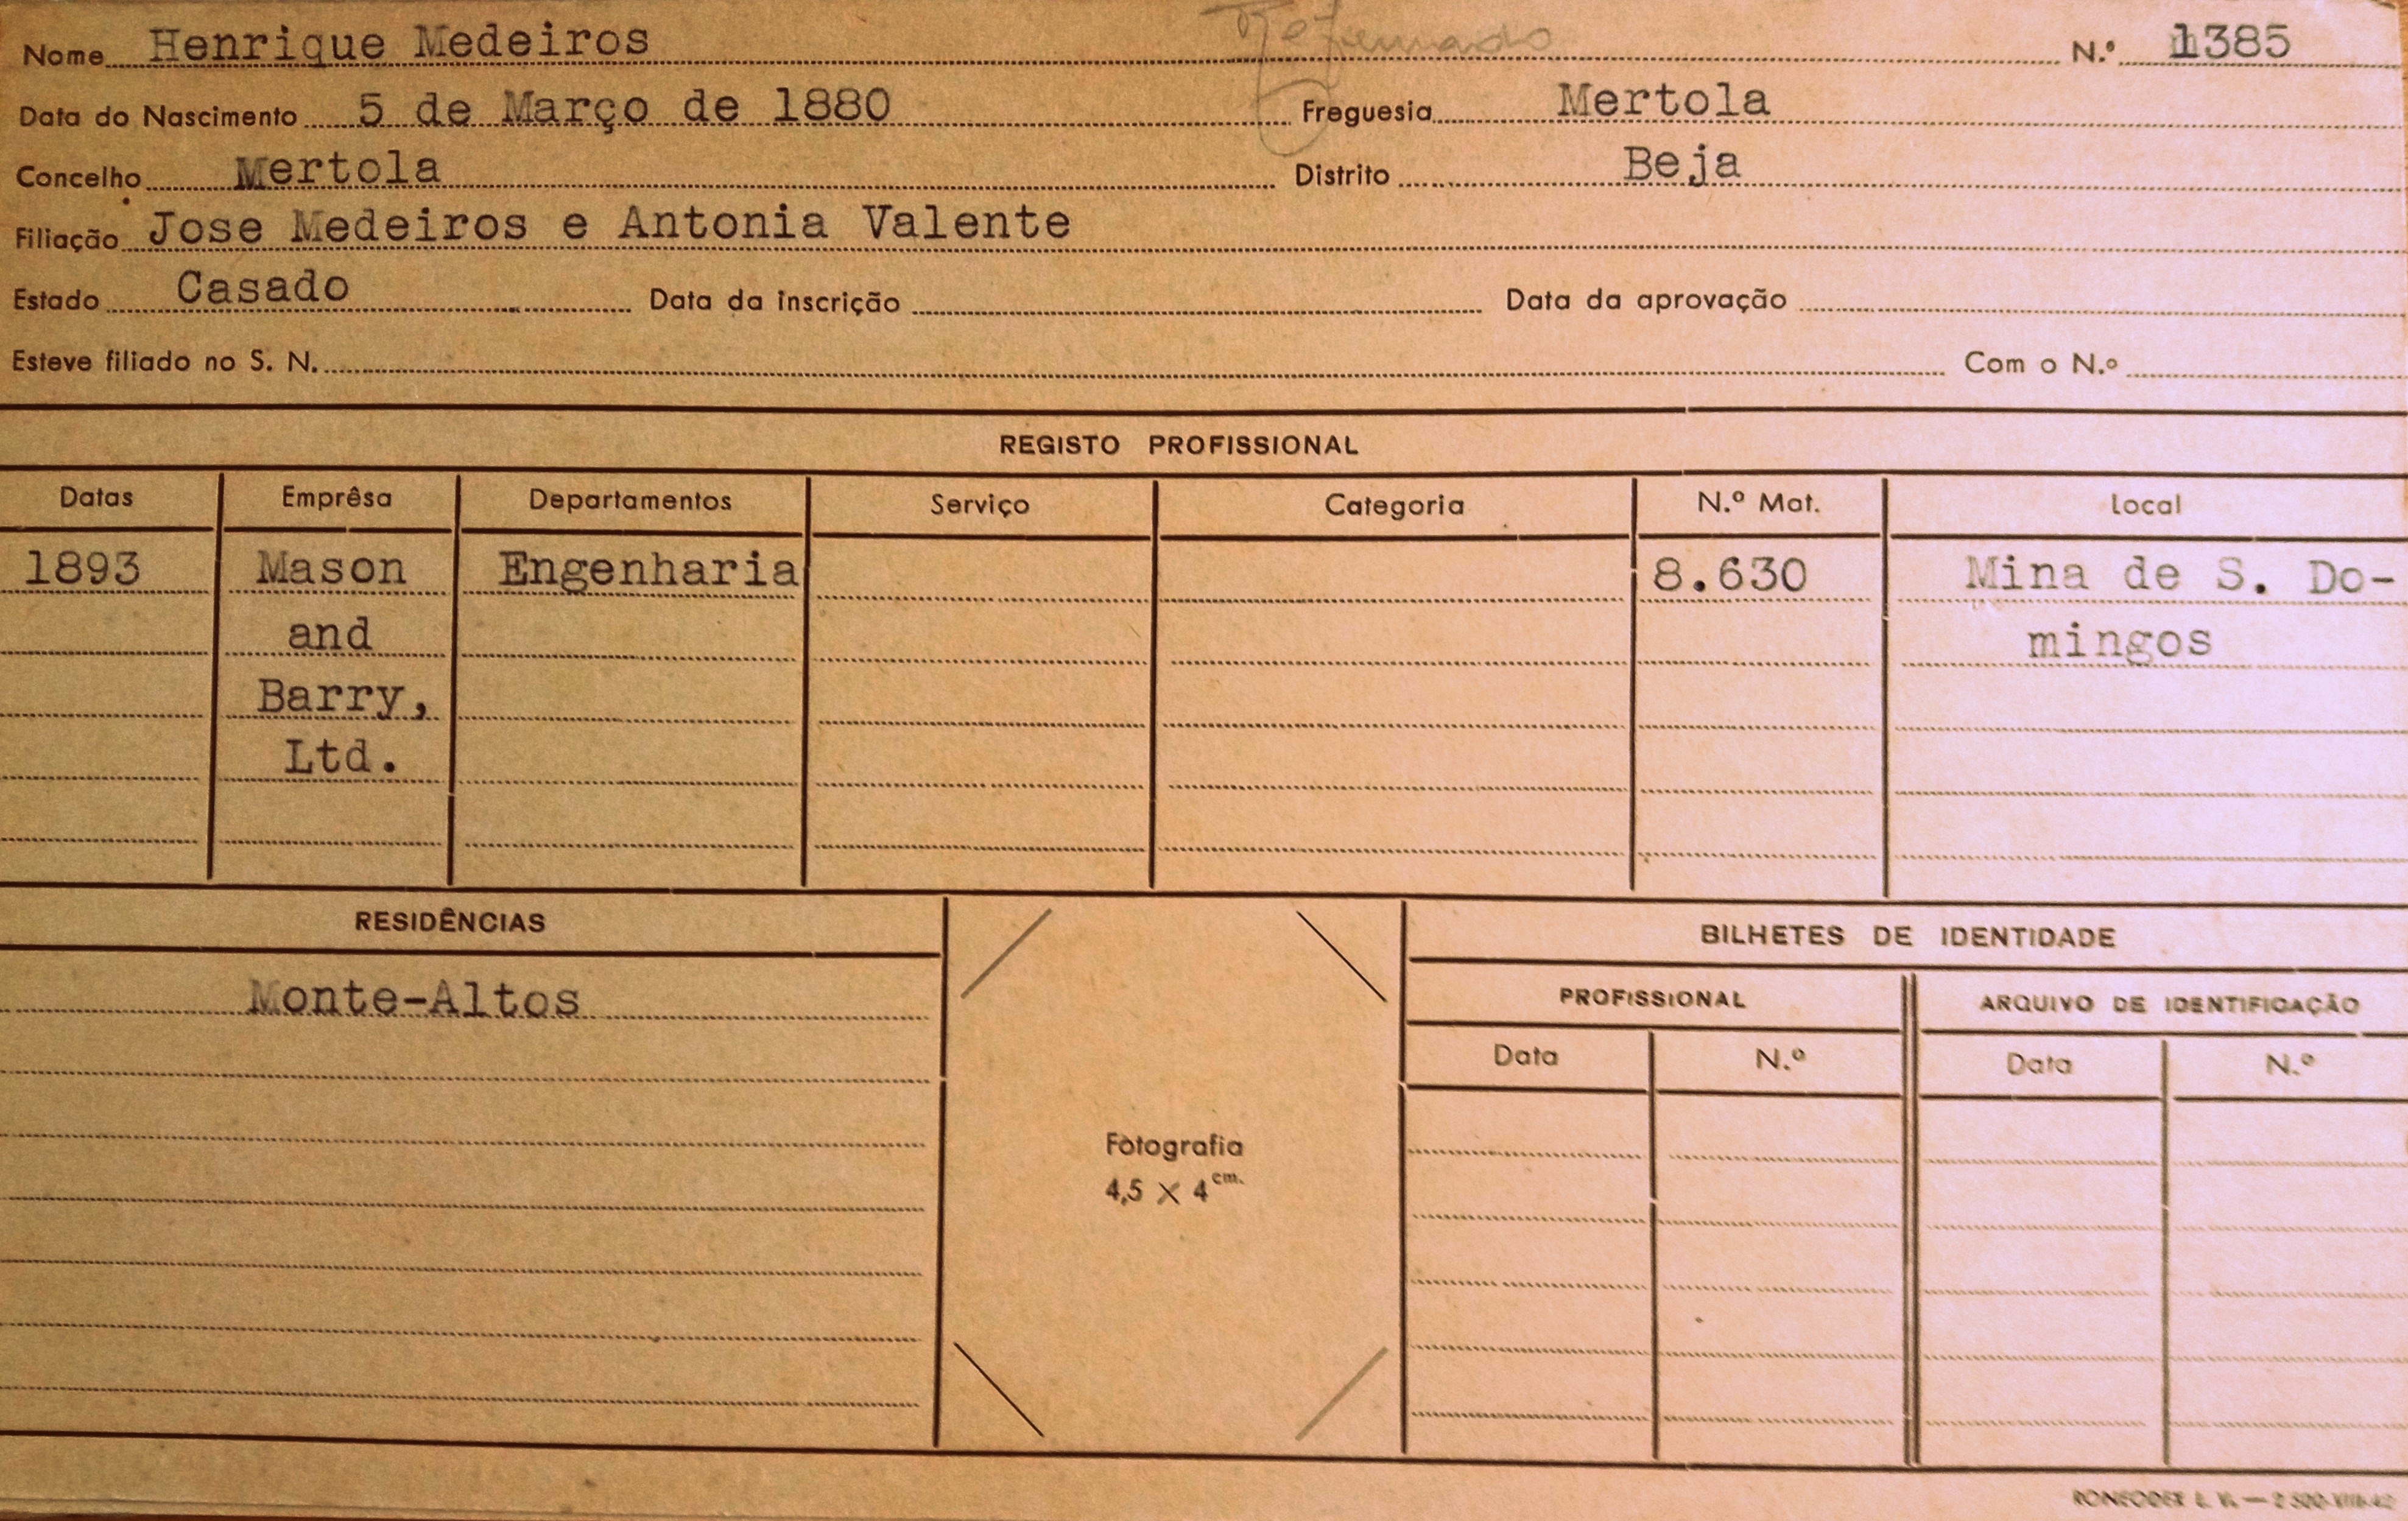 Reformado
Nome Henrique Medeiros N.º 1385
Data do Nascimento 5 de Março de 1880 Freguesia Mertola
Concelho Mertola Distrito Beja
Filiação Jose Medeiros e Antonia Valente
Estado Casado Data da inscrição Data da aprovação
Esteve filiado no S. N. Com o N.º
REGISTO PROFISSIONAL
Datas Emprêsa Departamentos Serviço Categoria N.º Mat. Local
1893 Mason Engenharia 8.630 Mina de S. Do-
and mingos
Barry,
Ltd.
RESIDÊNCIAS BILHETES DE IDENTIDADE
Monte-Altos PROFISSIONAL ARQUIVO DE IDENTIFICAÇÃO
Data N.º Data N.º
Fotografia
4,5 × 4 cm.